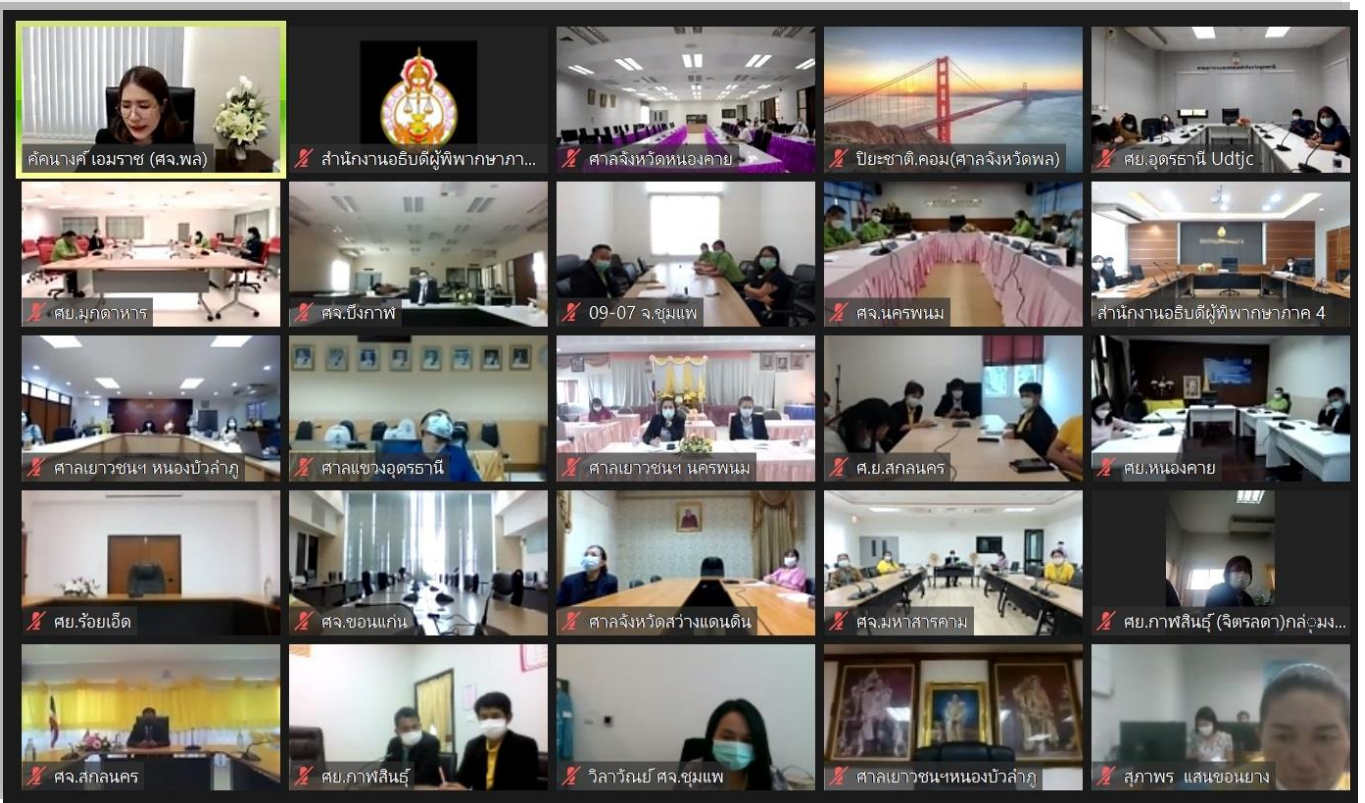 คัคนางค์ เอมราช (ศจ.พล)
สำนักงานอธิบดีผู้พิพากษาภา...
ศาลจังหวัดหนองคาย
ปิยะชาติ.คอม(ศาลจังหวัดพล)
ศย.อุดรธานี Udtjc
ศย.มุกดาหาร
ศจ.บึงกาฬ
09-07 จ.ชุมแพ
ศจ.นครพนม
สำนักงานอธิบดีผู้พิพากษาภาค 4
ศาลเยาวชนฯ หนองบัวลำภู
ศาลแขวงอุดรธานี
ศาลเยาวชนฯ นครพนม
ศ.ย.สกลนคร
ศย.หนองคาย
ศย.ร้อยเอ็ด
ศจ.ขอนแก่น
ศาลจังหวัดสว่างแดนดิน
ศจ.มหาสารคาม
ศย.กาฬสินธุ์ (จิตรลดา)กลุ่มง...
ศจ.สกลนคร
ศย.กาฬสินธุ์
วิลาวัณย์ ศจ.ชุมแพ
ศาลเยาวชนฯหนองบัวลำภู
สุภาพร แสนขอนยาง